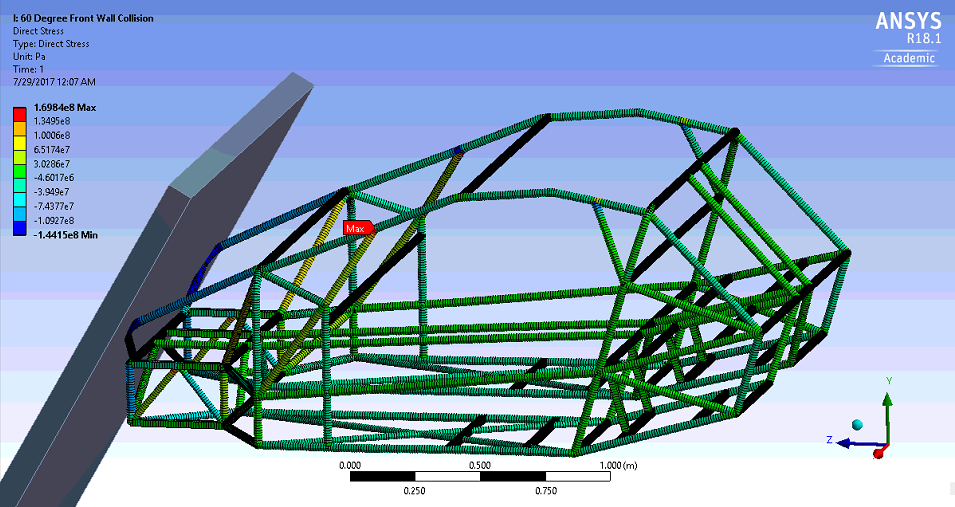 I: 60 Degree Front Wall Collision
Direct Stress
Type: Direct Stress
Unit: Pa
Time: 1
7/29/2017 12:07 AM
1.6984e8 Max
1.3495e8
1.0006e8
6.5174e7
3.0286e7
-4.6017e6
-3.949e7
-7.4377e7
-1.0927e8
-1.4415e8 Min
ANSYS
R18.1
Academic
Max
0.000 0.500 1.000 (m)
0.250 0.750
Y
Z